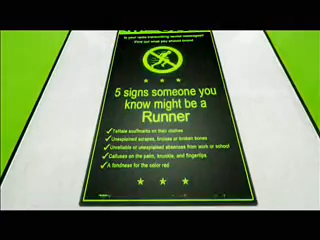 Is your spire transmitting secret messages?
Find out what you should know!
5 signs someone you
know might be a
Runner
Telltale scuffmarks on their clothes
Unexplained scrapes, bruises or broken bones
Unreliable or unexplained absences from work or school
Calluses on the palm, knuckle, and fingertips
A fondness for the color red